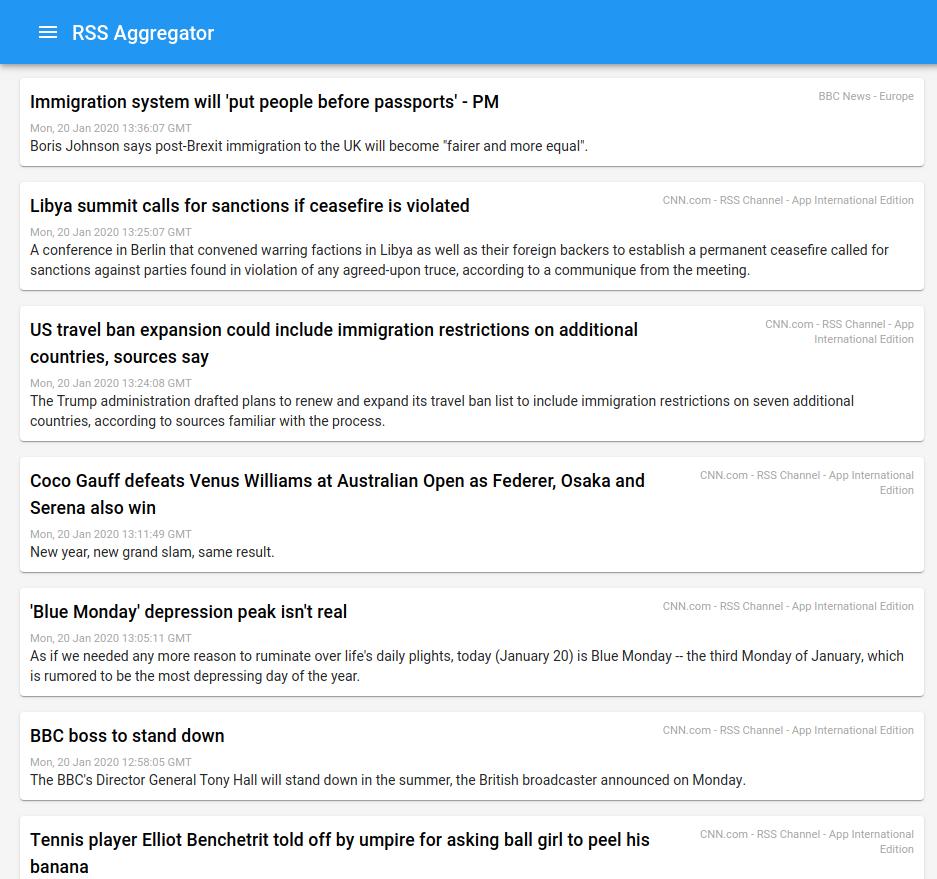 RSS Aggregator
Immigration system will 'put people before passports' - PM
BBC News - Europe
Mon, 20 Jan 2020 13:36:07 GMT
Boris Johnson says post-Brexit immigration to the UK will become "fairer and more equal".
Libya summit calls for sanctions if ceasefire is violated
CNN.com - RSS Channel - App International Edition
Mon, 20 Jan 2020 13:25:07 GMT
A conference in Berlin that convened warring factions in Libya as well as their foreign backers to establish a permanent ceasefire called for
sanctions against parties found in violation of any agreed-upon truce, according to a communique from the meeting.
US travel ban expansion could include immigration restrictions on additional
countries, sources say
CNN.com - RSS Channel - App
International Edition
Mon, 20 Jan 2020 13:24:08 GMT
The Trump administration drafted plans to renew and expand its travel ban list to include immigration restrictions on seven additional
countries, according to sources familiar with the process.
Coco Gauff defeats Venus Williams at Australian Open as Federer, Osaka and
Serena also win
CNN.com - RSS Channel - App International
Edition
Mon, 20 Jan 2020 13:11:49 GMT
New year, new grand slam, same result.
'Blue Monday' depression peak isn't real
CNN.com - RSS Channel - App International Edition
Mon, 20 Jan 2020 13:05:11 GMT
As if we needed any more reason to ruminate over life's daily plights, today (January 20) is Blue Monday -- the third Monday of January, which
is rumored to be the most depressing day of the year.
BBC boss to stand down
CNN.com - RSS Channel - App International Edition
Mon, 20 Jan 2020 12:58:05 GMT
The BBC's Director General Tony Hall will stand down in the summer, the British broadcaster announced on Monday.
Tennis player Elliot Benchetrit told off by umpire for asking ball girl to peel his
banana
CNN.com - RSS Channel - App International
Edition